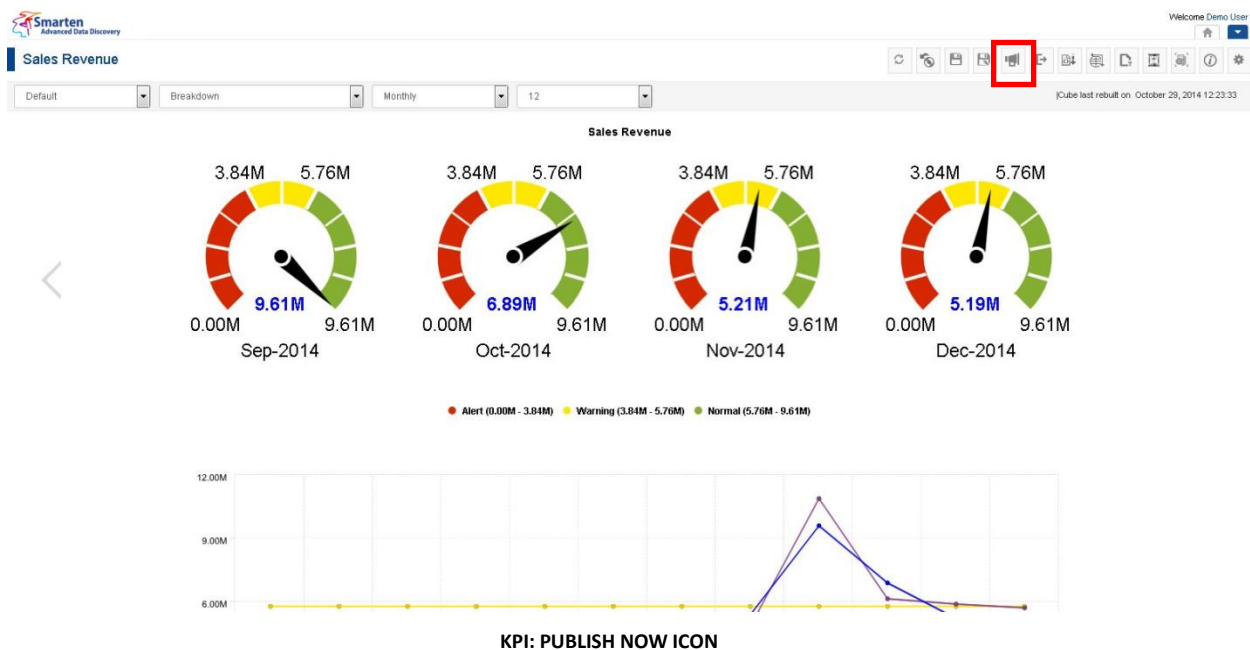 Smarten
Advanced Data Discovery
Welcome Demo User
Sales Revenue
Default Breakdown Monthly 12 |Cube last rebuilt on October 29, 2014 12:23:33
Sales Revenue
3.84M 5.76M 3.84M 5.76M 3.84M 5.76M 3.84M 5.76M
9.61M 6.89M 5.21M 5.19M
0.00M 9.61M 0.00M 9.61M 0.00M 9.61M 0.00M 9.61M
Sep-2014 Oct-2014 Nov-2014 Dec-2014
Alert (0.00M - 3.84M) Warning (3.84M - 5.76M) Normal (5.76M - 9.61M)
12.00M
9.00M
6.00M
KPI: PUBLISH NOW ICON